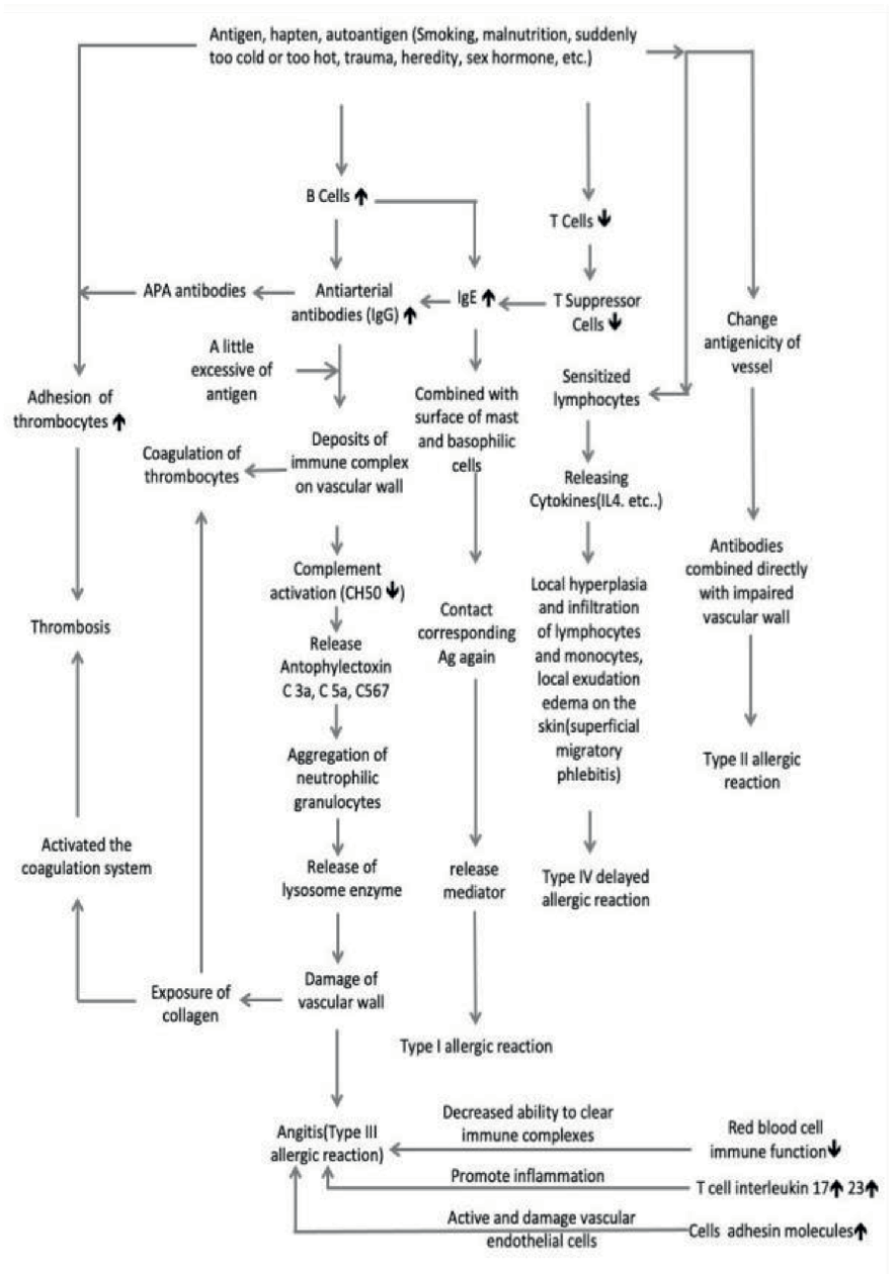 Antigen, hapten, autoantigen (Smoking, malnutrition, suddenly
too cold or too hot, trauma, heredity, sex hormone, etc.)
B Cells ↑
T Cells ↓
APA antibodies
Antiarterial
antibodies (IgG) ↑
IgE ↑
T Suppressor
Cells ↓
Change
antigenicity of
vessel
A little
excessive of
antigen
Adhesion of
thrombocytes ↑
Combined with
surface of mast
and basophilic
cells
Sensitized
lymphocytes
Coagulation of
thrombocytes
Deposits of
immune complex
on vascular wall
Releasing
Cytokines(IL4. etc..)
Antibodies
combined directly
with impaired
vascular wall
Complement
activation (CH50 ↓)
Local hyperplasia
and infiltration
of lymphocytes
and monocytes,
local exudation
edema on the
skin(superficial
migratory
phlebitis)
Contact
corresponding
Ag again
Thrombosis
Release
Antophylectoxin
C 3a, C 5a, C567
Aggregation of
neutrophilic
granulocytes
Type II allergic
reaction
Activated the
coagulation system
Release of
lysosome enzyme
release
mediator
Type IV delayed
allergic reaction
Exposure of
collagen
Damage of
vascular wall
Type I allergic reaction
Angitis(Type III
allergic reaction)
Decreased ability to clear
immune complexes
Red blood cell
immune function↓
Promote inflammation
T cell interleukin 17↑ 23↑
Active and damage vascular
endothelial cells
Cells adhesin molecules↑